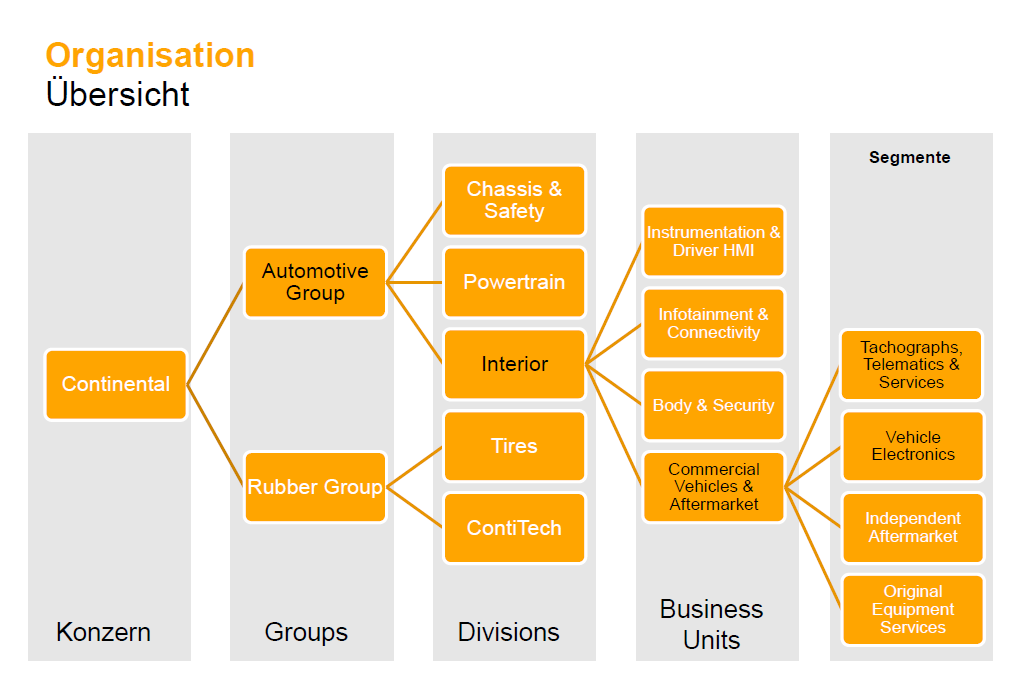 Organisation
Übersicht
Continental
Konzern
Automotive
Group
Rubber Group
Groups
Chassis &
Safety
Powertrain
Interior
Tires
ContiTech
Divisions
Instrumentation &
Driver HMI
Infotainment &
Connectivity
Body & Security
Commercial
Vehicles &
Aftermarket
Business
Units
Segmente
Tachographs,
Telematics &
Services
Vehicle
Electronics
Independent
Aftermarket
Original
Equipment
Services